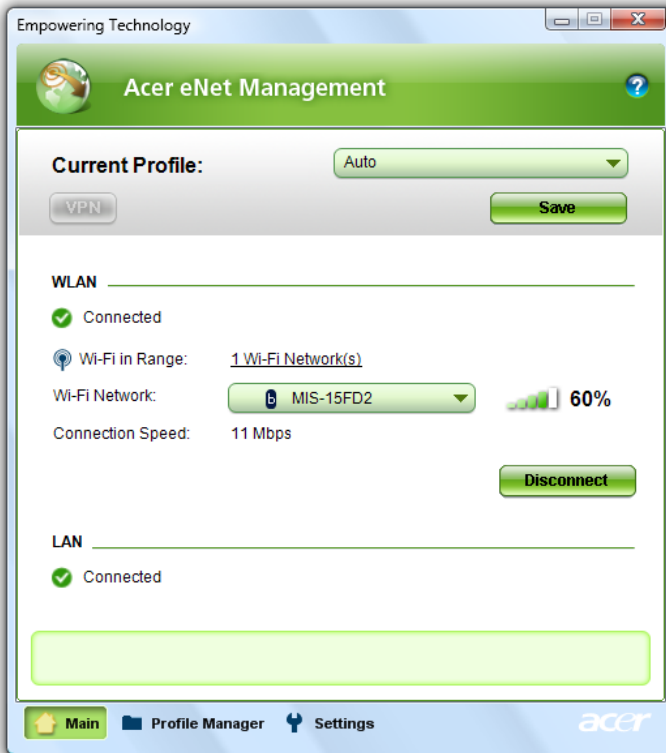 Empowering Technology
Acer eNet Management
?
Current Profile: Auto
VPN Save
WLAN
Connected
Wi-Fi in Range: 1 Wi-Fi Network(s)
Wi-Fi Network: b MIS-15FD2 60%
Connection Speed: 11 Mbps
Disconnect
LAN
Connected
Main Profile Manager Settings acer